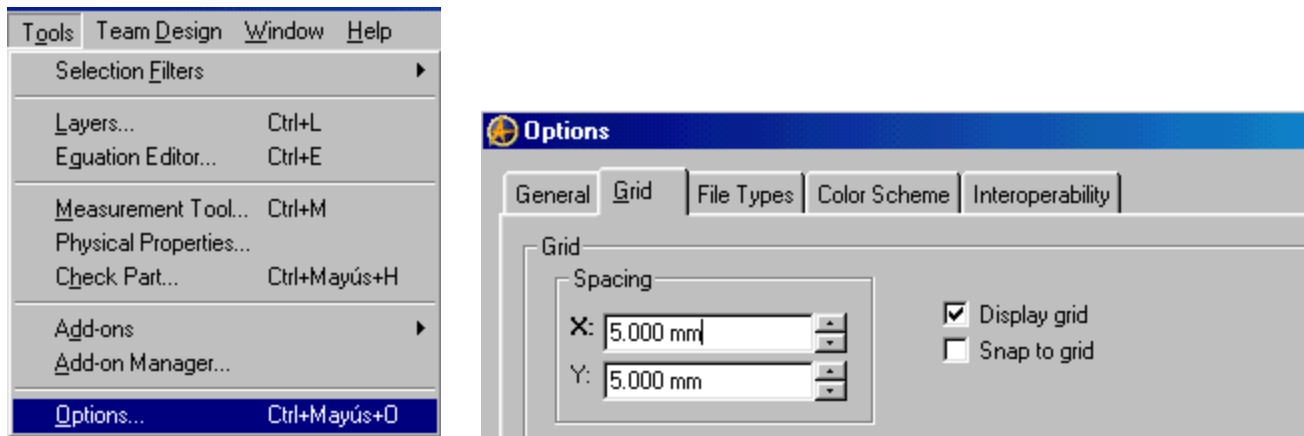 Tools Team Design Window Help
Selection Filters
Layers... Ctrl+L
Eguation Editor... Ctrl+E
Measurement Tool... Ctrl+M
Physical Properties...
Check Part... Ctrl+Mayús+H
Add-ons
Add-on Manager...
Options... Ctrl+Mayús+O
Options
General Grid File Types Color Scheme Interoperability
Grid
Spacing
X: 5.000 mm
Y: 5.000 mm
Display grid
Snap to grid